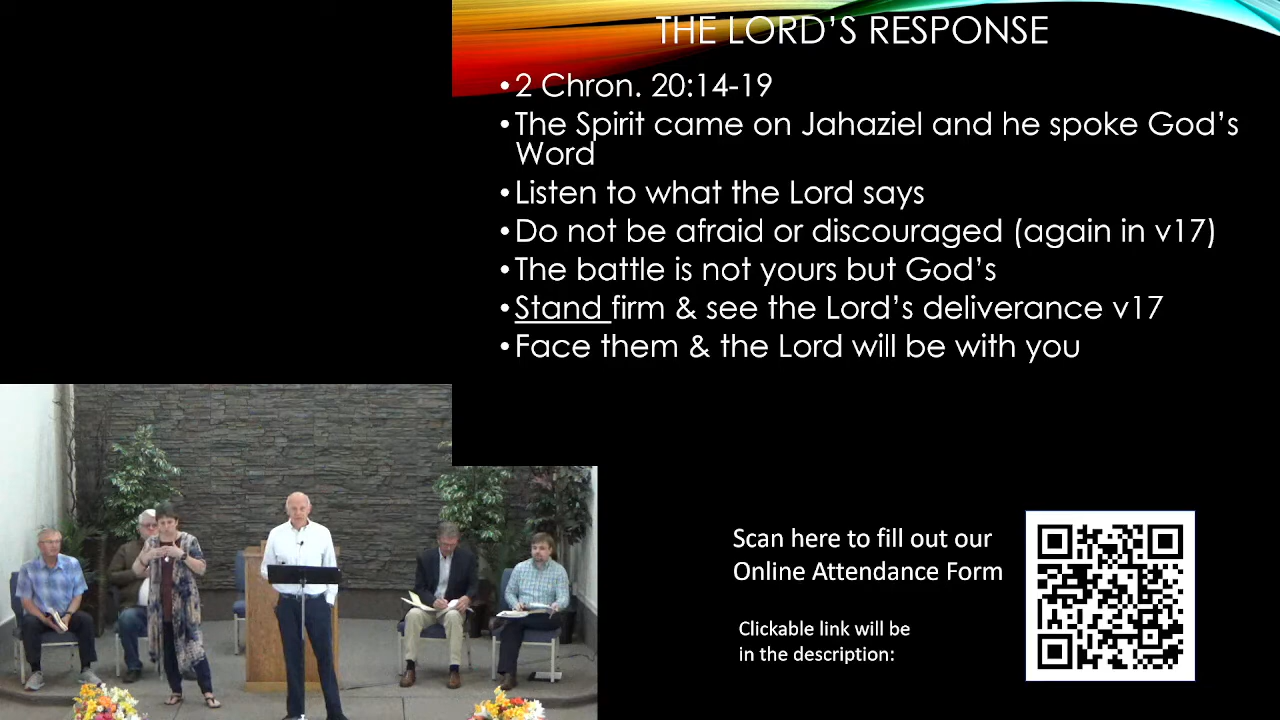 THE LORD’S RESPONSE
•2 Chron. 20:14-19
•The Spirit came on Jahaziel and he spoke God’s
Word
•Listen to what the Lord says
•Do not be afraid or discouraged (again in v17)
•The battle is not yours but God’s
•Stand firm & see the Lord’s deliverance v17
•Face them & the Lord will be with you
Scan here to fill out our
Online Attendance Form
Clickable link will be
in the description: